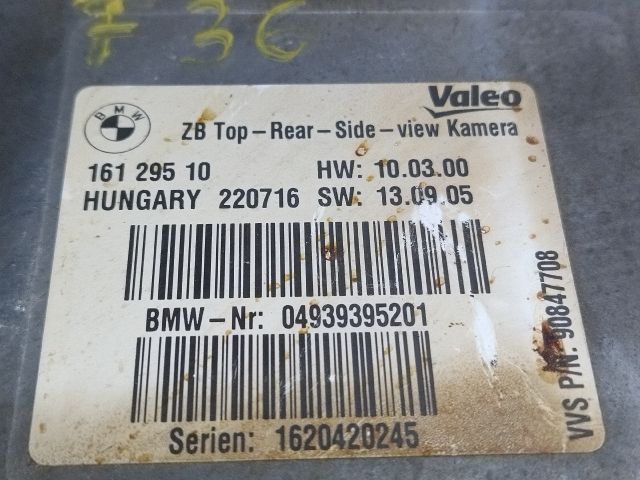 # 36
BMW
Valeo
ZB Top-Rear-Side-view Kamera
161 295 10 HW: 10.03.00
HUNGARY 220716 SW: 13.09.05
BMW-Nr: 04939395201
Serien: 1620420245
VVS P/N: 90847708